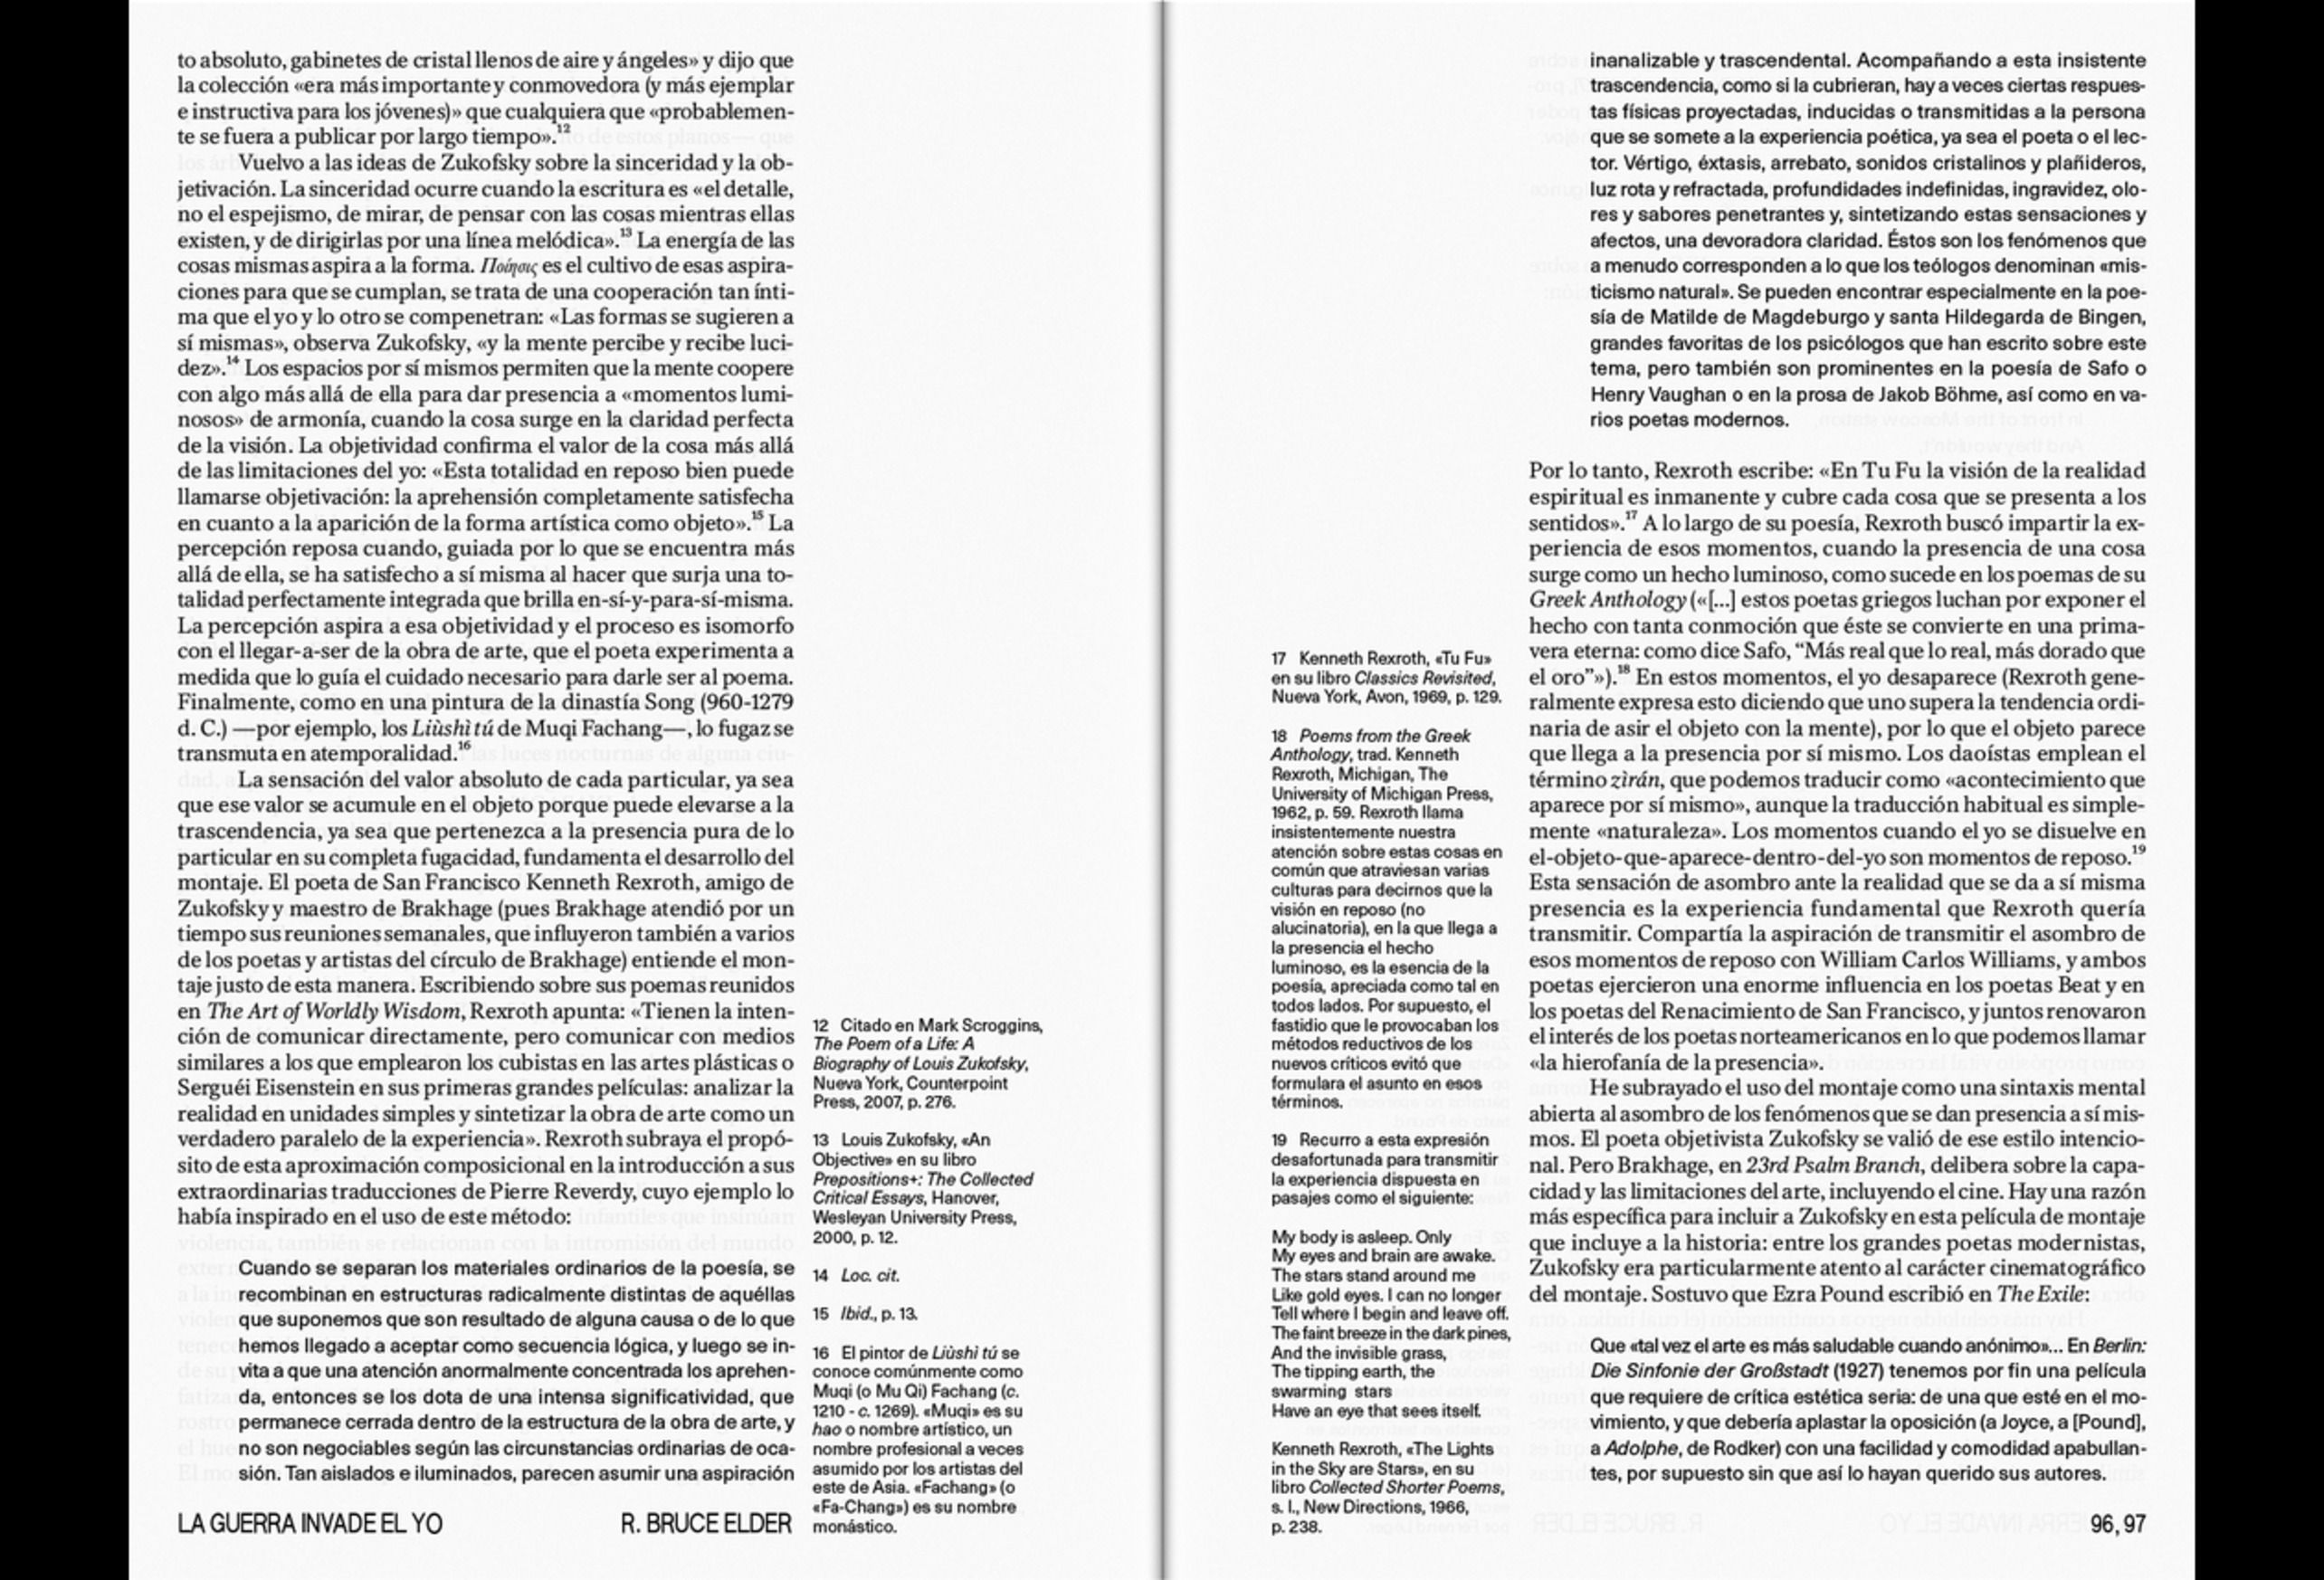 to absoluto, gabinetes de cristal llenos de aire y ángeles» y dijo que
la colección «era más importante y conmovedora (y más ejemplar
e instructiva para los jóvenes)» que cualquiera que «probablemen-
te se fuera a publicar por largo tiempo».12
Vuelvo a las ideas de Zukofsky sobre la sinceridad y la ob-
jetivación. La sinceridad ocurre cuando la escritura es «el detalle,
no el espejismo, de mirar, de pensar con las cosas mientras ellas
existen, y de dirigirlas por una línea melódica».13 La energía de las
cosas mismas aspira a la forma. Ποίησις es el cultivo de esas aspira-
ciones para que se cumplan, se trata de una cooperación tan ínti-
ma que el yo y lo otro se compenetran: «Las formas se sugieren a
sí mismas», observa Zukofsky, «y la mente percibe y recibe luci-
dez».14 Los espacios por sí mismos permiten que la mente coopere
con algo más allá de ella para dar presencia a «momentos lumi-
nosos» de armonía, cuando la cosa surge en la claridad perfecta
de la visión. La objetividad confirma el valor de la cosa más allá
de las limitaciones del yo: «Esta totalidad en reposo bien puede
llamarse objetivación: la aprehensión completamente satisfecha
en cuanto a la aparición de la forma artística como objeto».15 La
percepción reposa cuando, guiada por lo que se encuentra más
allá de ella, se ha satisfecho a sí misma al hacer que surja una to-
talidad perfectamente integrada que brilla en-sí-y-para-sí-misma.
La percepción aspira a esa objetividad y el proceso es isomorfo
con el llegar-a-ser de la obra de arte, que el poeta experimenta a
medida que lo guía el cuidado necesario para darle ser al poema.
Finalmente, como en una pintura de la dinastía Song (960-1279
d. C.) —por ejemplo, los Liùshì tú de Muqi Fachang—, lo fugaz se
transmuta en atemporalidad.16
La sensación del valor absoluto de cada particular, ya sea
que ese valor se acumule en el objeto porque puede elevarse a la
trascendencia, ya sea que pertenezca a la presencia pura de lo
particular en su completa fugacidad, fundamenta el desarrollo del
montaje. El poeta de San Francisco Kenneth Rexroth, amigo de
Zukofsky y maestro de Brakhage (pues Brakhage atendió por un
tiempo sus reuniones semanales, que influyeron también a varios
de los poetas y artistas del círculo de Brakhage) entiende el mon-
taje justo de esta manera. Escribiendo sobre sus poemas reunidos
en The Art of Worldly Wisdom, Rexroth apunta: «Tienen la inten-
ción de comunicar directamente, pero comunicar con medios
similares a los que emplearon los cubistas en las artes plásticas o
Serguéi Eisenstein en sus primeras grandes películas: analizar la
realidad en unidades simples y sintetizar la obra de arte como un
verdadero paralelo de la experiencia». Rexroth subraya el propó-
sito de esta aproximación composicional en la introducción a sus
extraordinarias traducciones de Pierre Reverdy, cuyo ejemplo lo
había inspirado en el uso de este método:
Cuando se separan los materiales ordinarios de la poesía, se
recombinan en estructuras radicalmente distintas de aquéllas
que suponemos que son resultado de alguna causa o de lo que
hemos llegado a aceptar como secuencia lógica, y luego se in-
vita a que una atención anormalmente concentrada los aprehen-
da, entonces se los dota de una intensa significatividad, que
permanece cerrada dentro de la estructura de la obra de arte, y
no son negociables según las circunstancias ordinarias de oca-
sión. Tan aislados e iluminados, parecen asumir una aspiración
12 Citado en Mark Scroggins,
The Poem of a Life: A
Biography of Louis Zukofsky,
Nueva York, Counterpoint
Press, 2007, p. 276.
13 Louis Zukofsky, «An
Objective» en su libro
Prepositions+: The Collected
Critical Essays, Hanover,
Wesleyan University Press,
2000, p. 12.
14 Loc. cit.
15 Ibid., p. 13.
16 El pintor de Liùshì tú se
conoce comúnmente como
Muqi (o Mu Qi) Fachang (c.
1210 - c. 1269). «Muqi» es su
hao o nombre artístico, un
nombre profesional a veces
asumido por los artistas del
este de Asia. «Fachang» (o
«Fa-Chang») es su nombre
monástico.
LA GUERRA INVADE EL YO
R. BRUCE ELDER
17 Kenneth Rexroth, «Tu Fu»
en su libro Classics Revisited,
Nueva York, Avon, 1969, p. 129.
18 Poems from the Greek
Anthology, trad. Kenneth
Rexroth, Michigan, The
University of Michigan Press,
1962, p. 59. Rexroth llama
insistentemente nuestra
atención sobre estas cosas en
común que atraviesan varias
culturas para decirnos que la
visión en reposo (no
alucinatoria), en la que llega a
la presencia el hecho
luminoso, es la esencia de la
poesía, apreciada como tal en
todos lados. Por supuesto, el
fastidio que le provocaban los
métodos reductivos de los
nuevos críticos evitó que
formulara el asunto en esos
términos.
19 Recurro a esta expresión
desafortunada para transmitir
la experiencia dispuesta en
pasajes como el siguiente:
My body is asleep. Only
My eyes and brain are awake.
The stars stand around me
Like gold eyes. I can no longer
Tell where I begin and leave off.
The faint breeze in the dark pines,
And the invisible grass,
The tipping earth, the
swarming stars
Have an eye that sees itself.
Kenneth Rexroth, «The Lights
in the Sky are Stars», en su
libro Collected Shorter Poems,
s. l., New Directions, 1966,
p. 238.
inanalizable y trascendental. Acompañando a esta insistente
trascendencia, como si la cubrieran, hay a veces ciertas respues-
tas físicas proyectadas, inducidas o transmitidas a la persona
que se somete a la experiencia poética, ya sea el poeta o el lec-
tor. Vértigo, éxtasis, arrebato, sonidos cristalinos y plañideros,
luz rota y refractada, profundidades indefinidas, ingravidez, olo-
res y sabores penetrantes y, sintetizando estas sensaciones y
afectos, una devoradora claridad. Éstos son los fenómenos que
a menudo corresponden a lo que los teólogos denominan «mis-
ticismo natural». Se pueden encontrar especialmente en la poe-
sía de Matilde de Magdeburgo y santa Hildegarda de Bingen,
grandes favoritas de los psicólogos que han escrito sobre este
tema, pero también son prominentes en la poesía de Safo o
Henry Vaughan o en la prosa de Jakob Böhme, así como en va-
rios poetas modernos.
Por lo tanto, Rexroth escribe: «En Tu Fu la visión de la realidad
espiritual es inmanente y cubre cada cosa que se presenta a los
sentidos».17 A lo largo de su poesía, Rexroth buscó impartir la ex-
periencia de esos momentos, cuando la presencia de una cosa
surge como un hecho luminoso, como sucede en los poemas de su
Greek Anthology («[...] estos poetas griegos luchan por exponer el
hecho con tanta conmoción que éste se convierte en una prima-
vera eterna: como dice Safo, “Más real que lo real, más dorado que
el oro”»).18 En estos momentos, el yo desaparece (Rexroth gene-
ralmente expresa esto diciendo que uno supera la tendencia ordi-
naria de asir el objeto con la mente), por lo que el objeto parece
que llega a la presencia por sí mismo. Los daoístas emplean el
término zìrán, que podemos traducir como «acontecimiento que
aparece por sí mismo», aunque la traducción habitual es simple-
mente «naturaleza». Los momentos cuando el yo se disuelve en
el-objeto-que-aparece-dentro-del-yo son momentos de reposo.19
Esta sensación de asombro ante la realidad que se da a sí misma
presencia es la experiencia fundamental que Rexroth quería
transmitir. Compartía la aspiración de transmitir el asombro de
esos momentos de reposo con William Carlos Williams, y ambos
poetas ejercieron una enorme influencia en los poetas Beat y en
los poetas del Renacimiento de San Francisco, y juntos renovaron
el interés de los poetas norteamericanos en lo que podemos llamar
«la hierofanía de la presencia».
He subrayado el uso del montaje como una sintaxis mental
abierta al asombro de los fenómenos que se dan presencia a sí mis-
mos. El poeta objetivista Zukofsky se valió de ese estilo intencio-
nal. Pero Brakhage, en 23rd Psalm Branch, delibera sobre la capa-
cidad y las limitaciones del arte, incluyendo el cine. Hay una razón
más específica para incluir a Zukofsky en esta película de montaje
que incluye a la historia: entre los grandes poetas modernistas,
Zukofsky era particularmente atento al carácter cinematográfico
del montaje. Sostuvo que Ezra Pound escribió en The Exile:
Que «tal vez el arte es más saludable cuando anónimo»... En Berlin:
Die Sinfonie der Großstadt (1927) tenemos por fin una película
que requiere de crítica estética seria: de una que esté en el mo-
vimiento, y que debería aplastar la oposición (a Joyce, a [Pound],
a Adolphe, de Rodker) con una facilidad y comodidad apabullan-
tes, por supuesto sin que así lo hayan querido sus autores.
96, 97